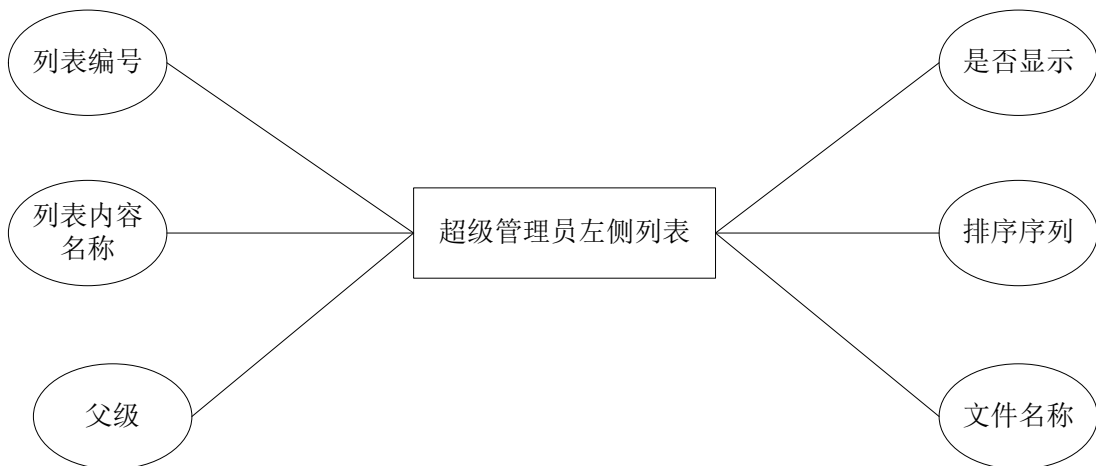 列表编号
是否显示
列表内容
名称
超级管理员左侧列表
排序序列
父级
文件名称